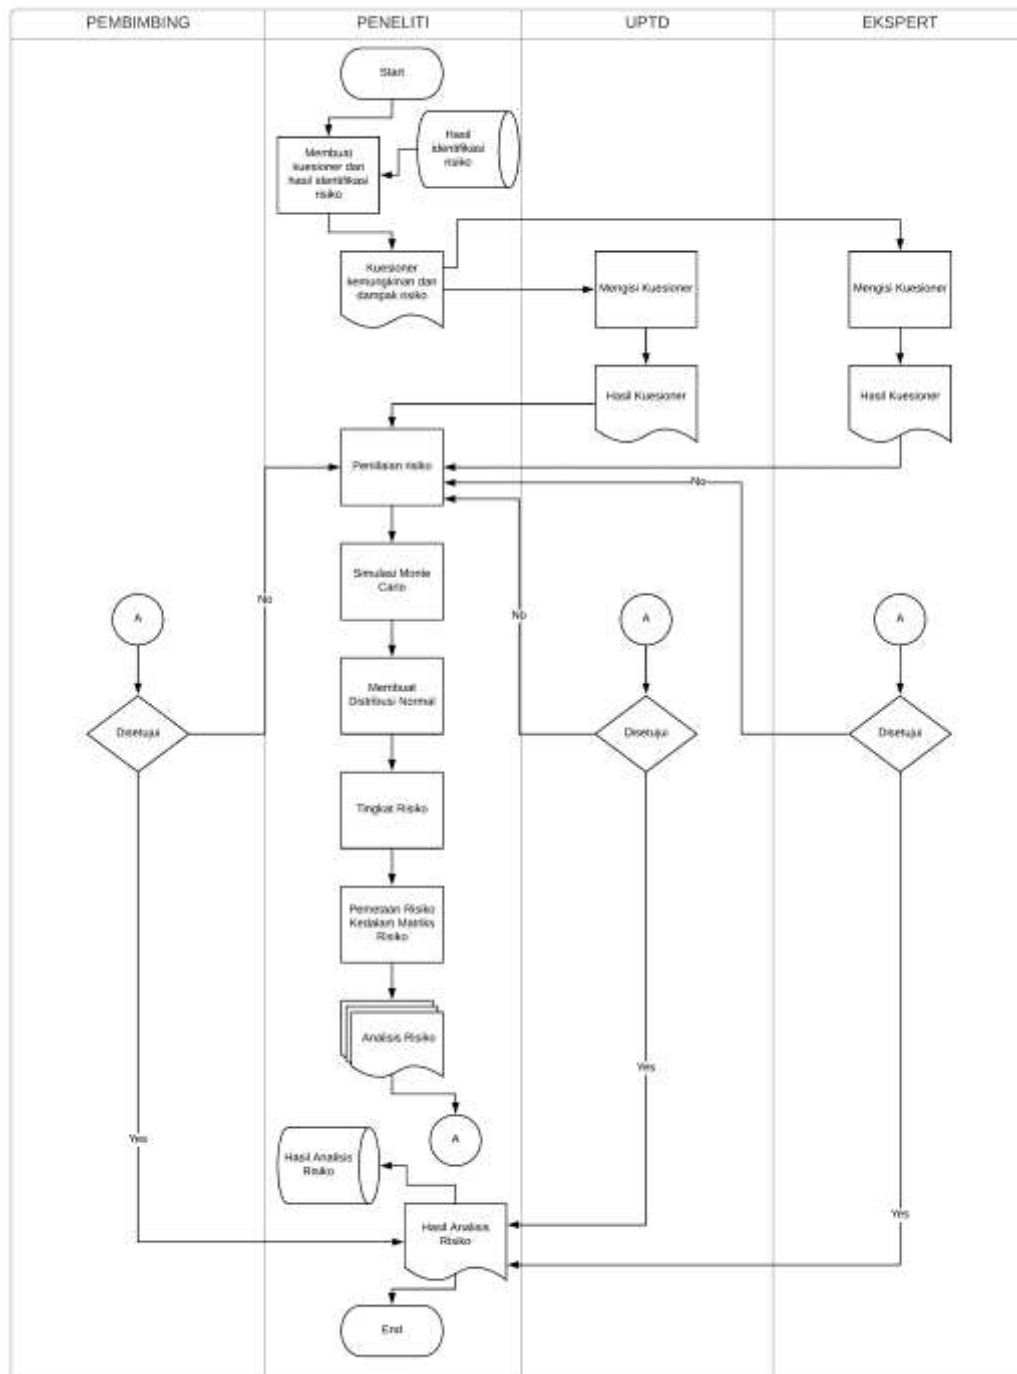 PEMBIMBING
PENELITI
UPTD
EKSPERT
Start
Hasil
identifikasi
risiko
Membuat
kuesioner dari
hasil identifikasi
risiko
Kuesioner
kemungkinan dan
dampak risiko
Mengisi Kuesioner
Mengisi Kuesioner
Hasil Kuesioner
Hasil Kuesioner
Penilaian risiko
No
Simulasi Monte
Carlo
No
No
A
A
A
Membuat
Distribusi Normal
Disetujui
Disetujui
Disetujui
Tingkat Risiko
Pemetaan Risiko
Kedalam Matriks
Risiko
Analisis Risiko
Yes
A
Yes
Hasil Analisis
Risiko
Yes
Hasil Analisis
Risiko
End